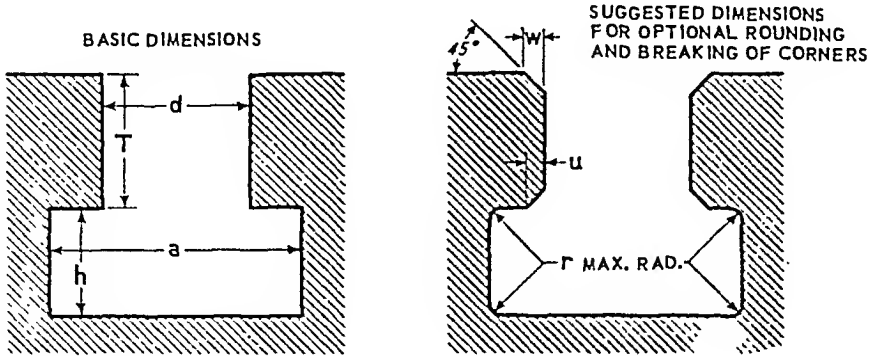 BASIC DIMENSIONS
d
T
a
h
SUGGESTED DIMENSIONS
FOR OPTIONAL ROUNDING
AND BREAKING OF CORNERS
45°
w
u
r MAX. RAD.